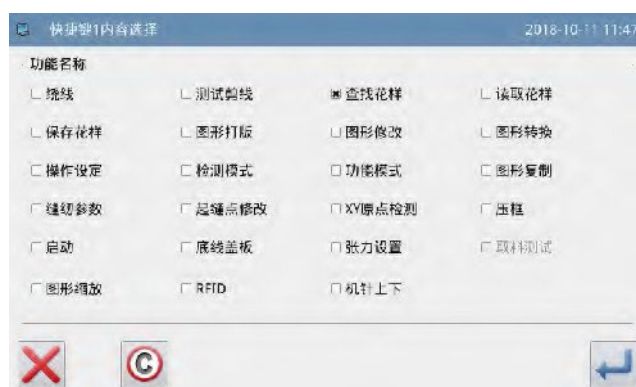 快捷键1内容选择 2018-10-11 11:47
功能名称
绕线 测试剪线 查找花样 读取花样
保存花样 图形打版 图形修改 图形转换
操作设定 检测模式 功能模式 图形复制
缝纫参数 起缝点修改 XY原点检测 压框
启动 底线盖板 张力设置 取料测试
图形缩放 RFID 机针上下
C